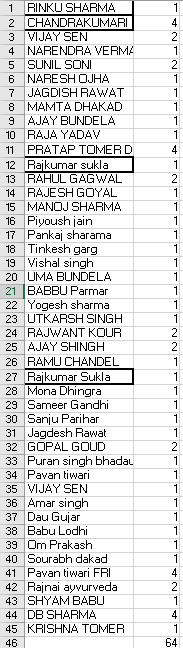 1 RINKU SHARMA 1
2 CHANDRAKUMARI 4
3 VIJAY SEN 2
4 NARENDRA VERMA 1
5 SUNIL SONI 2
6 NARESH OJHA 1
7 JAGDISH RAWAT 1
8 MAMTA DHAKAD 1
9 AJAY BUNDELA 1
10 RAJA YADAV 1
11 PRATAP TOMER D 4
12 Rajkumar sukla 1
13 RAHUL GAGWAL 2
14 RAJESH GOYAL 1
15 MANOJ SHARMA 1
16 Piyoush jain 1
17 Pankaj sharama 1
18 Tinkesh garg 1
19 Vishal singh 1
20 UMA BUNDELA 1
21 BABBU Parmar 1
22 Yogesh sharma 1
23 UTKARSH SINGH 1
24 RAJWANT KOUR 2
25 AJAY SHINGH 2
26 RAMU CHANDEL 1
27 Rajkumar Sukla 1
28 Mona Dhingra 1
29 Sameer Gandhi 1
30 Sanju Parihar 1
31 Jagdesh Rawat 1
32 GOPAL GOUD 2
33 Puran singh bhadau 1
34 Pavan tiwari 1
35 VIJAY SEN 1
36 Amar singh 1
37 Dau Gujar 1
38 Babu Lodhi 1
39 Om Prakash 1
40 Sourabh dakad 1
41 Pavan tiwari FRI 4
42 Rajnai ayvurveda 2
43 SHYAM BABU 1
44 DB SHARMA 4
45 KRISHNA TOMER 1
46 64